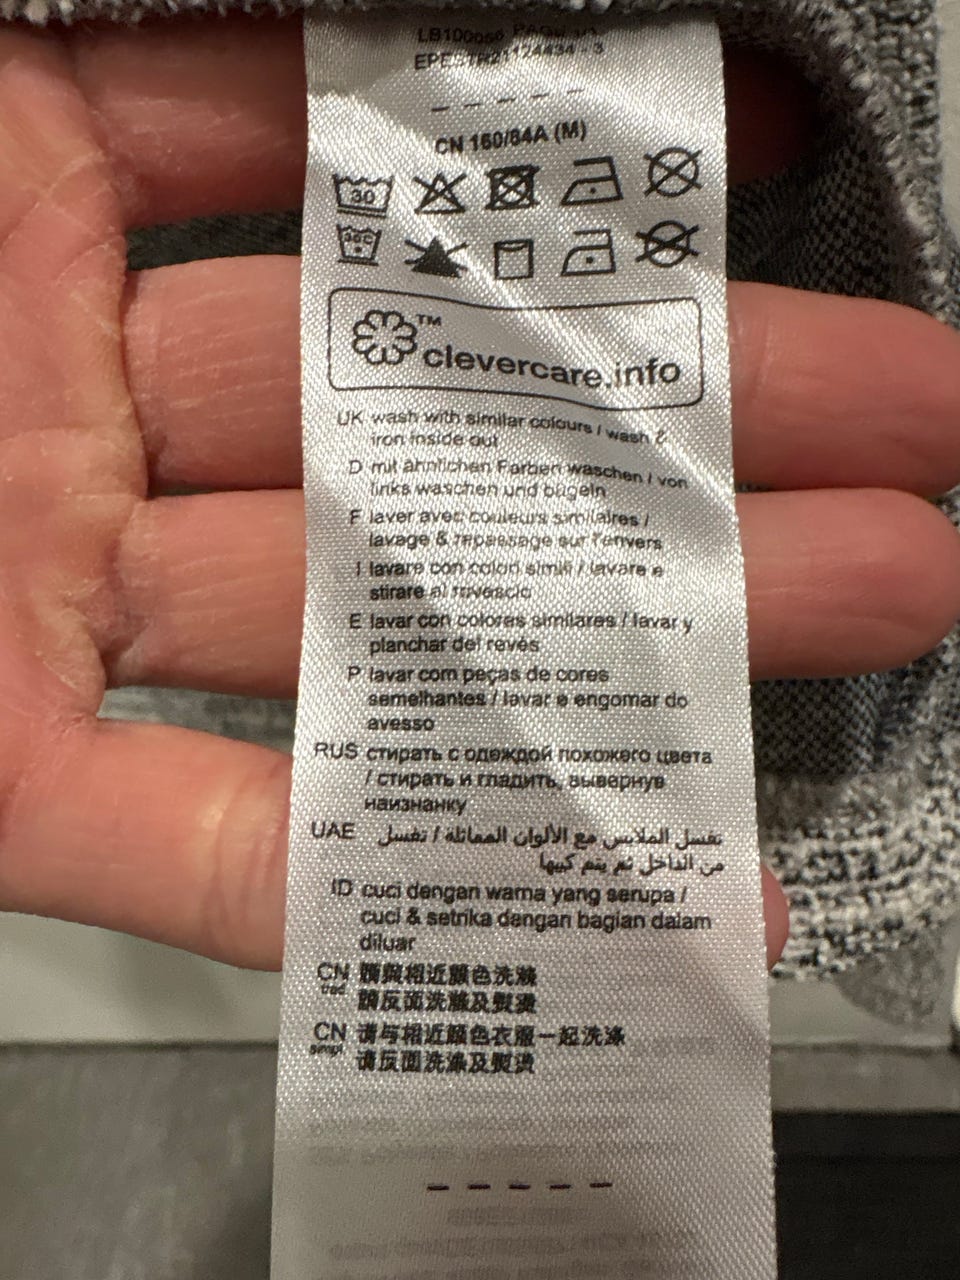 EPESTR21124434 - 3
CN 160/84A (M)
30
30°C
™
clevercare.info
UK wash with similar colours / wash &
iron inside out
D mit ähnlichen Farben waschen / von
links waschen und bügeln
F laver avec couleurs similaires /
lavage & repassage sur l'envers
I lavare con colori simili / lavare e
stirare al rovescio
E lavar con colores similares / lavar y
planchar del revés
P lavar com peças de cores
semelhantes / lavar e engomar do
avesso
RUS стирать с одеждой похожего цвета
/ стирать и гладить, вывернув
наизнанку
UAE تغسل الملابس مع الألوان المماثلة / تغسل
من الداخل ثم يتم كيها
ID cuci dengan warna yang serupa /
cuci & setrika dengan bagian dalam
diluar
CN 請與相近顏色洗滌
trad
請反面洗滌及熨燙
CN 请与相近颜色衣服一起洗涤
simpl
请反面洗涤及熨烫